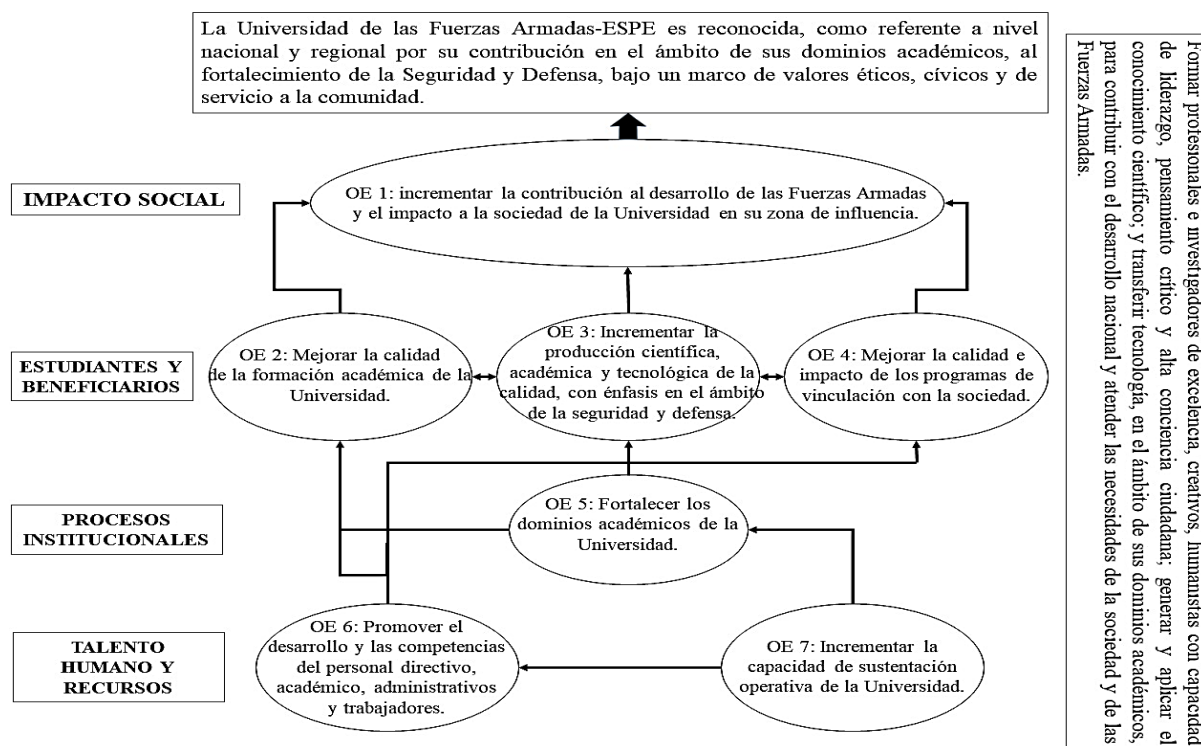 La Universidad de las Fuerzas Armadas-ESPE es reconocida, como referente a nivel
nacional y regional por su contribución en el ámbito de sus dominios académicos, al
fortalecimiento de la Seguridad y Defensa, bajo un marco de valores éticos, cívicos y de
servicio a la comunidad.
IMPACTO SOCIAL
OE 1: incrementar la contribución al desarrollo de las Fuerzas Armadas
y el impacto a la sociedad de la Universidad en su zona de influencia.
ESTUDIANTES Y
BENEFICIARIOS
OE 2: Mejorar la calidad
de la formación académica de la
Universidad.
OE 3: Incrementar la
producción científica,
académica y tecnológica de la
calidad, con énfasis en el ámbito
de la seguridad y defensa.
OE 4: Mejorar la calidad e
impacto de los programas de
vinculación con la sociedad.
PROCESOS
INSTITUCIONALES
OE 5: Fortalecer los
dominios académicos de la
Universidad.
TALENTO
HUMANO Y
RECURSOS
OE 6: Promover el
desarrollo y las competencias
del personal directivo,
académico, administrativos
y trabajadores.
OE 7: Incrementar la
capacidad de sustentación
operativa de la Universidad.
Formar profesionales e investigadores de excelencia, creativos, humanistas con capacidad
de liderazgo, pensamiento crítico y alta conciencia ciudadana; generar y aplicar el
conocimiento científico; y transferir tecnología, en el ámbito de sus dominios académicos,
para contribuir con el desarrollo nacional y atender las necesidades de la sociedad y de las
Fuerzas Armadas.